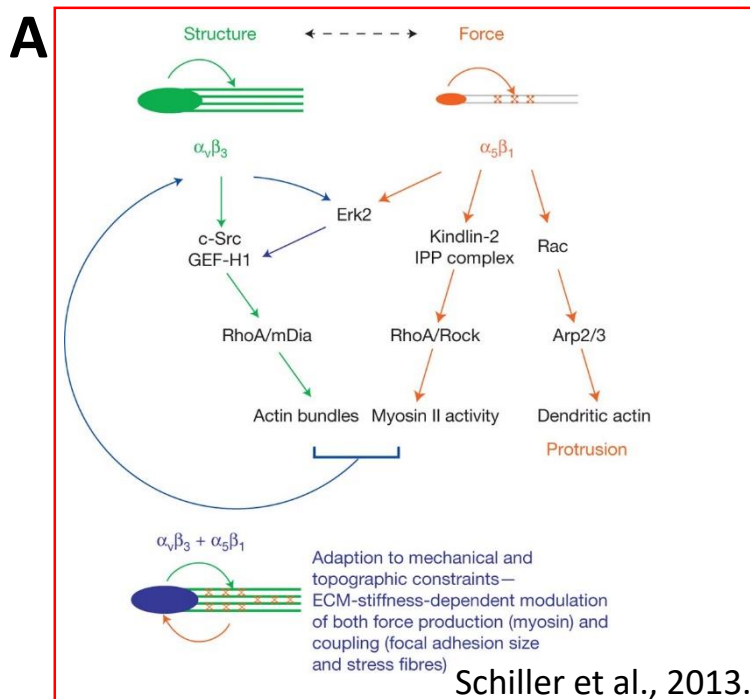 A
Structure
Force
αvβ3
α5β1
Erk2
c-Src
GEF-H1
Kindlin-2
IPP complex
Rac
RhoA/mDia
RhoA/Rock
Arp2/3
Actin bundles
Myosin II activity
Dendritic actin
Protrusion
αvβ3 + α5β1
Adaption to mechanical and
topographic constraints—
ECM-stiffness-dependent modulation
of both force production (myosin) and
coupling (focal adhesion size
and stress fibres)
Schiller et al., 2013.